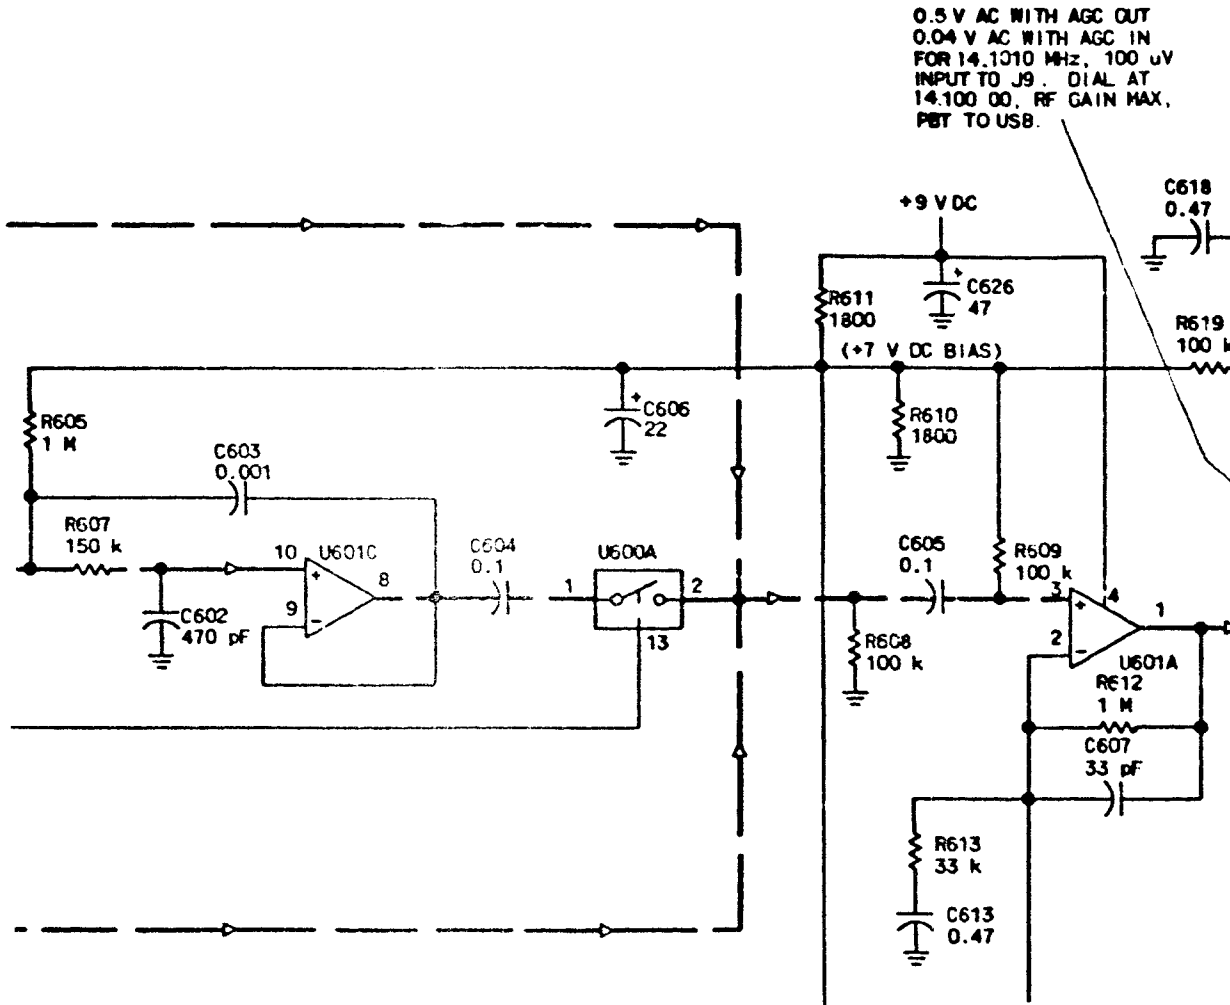 0.5 V AC WITH AGC OUT
0.04 V AC WITH AGC IN
FOR 14.1010 MHz, 100 uV
INPUT TO J9. DIAL AT
14.100 00, RF GAIN MAX,
PBT TO USB.
C618
0.47
+9 V DC
+
C626
47
R611
1800
R619
100 k
(+7 V DC BIAS)
R605
1 M
+
C606
22
R610
1800
C603
0.001
R607
150 k
10
U601C
+
8
9
-
C604
0.1
U600A
1
2
13
C605
0.1
R609
100 k
C602
470 pF
3
4
+
1
2
-
U601A
R608
100 k
R612
1 M
C607
33 pF
R613
33 k
C613
0.47